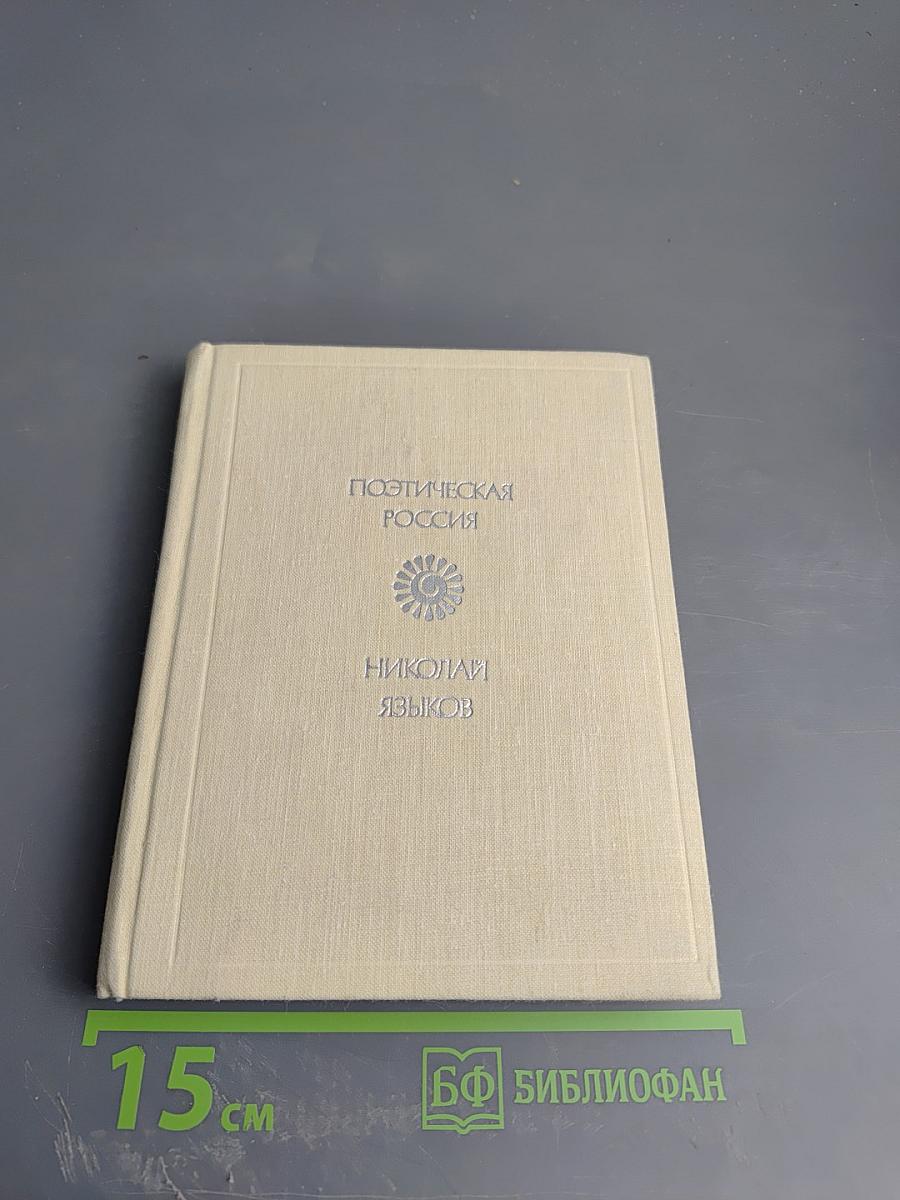 ПОЭТИЧЕСКАЯ
РОССИЯ
НИКОЛАЙ
ЯЗЫКОВ
15 см
БФ БИБЛИОФАН